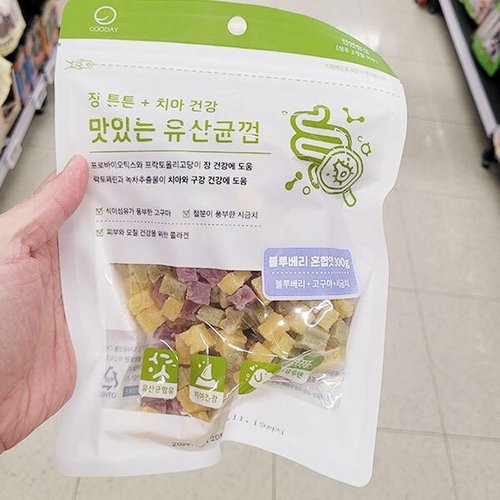 GOODAY
장 튼튼 + 치아 건강
맛있는 유산균껌
프로바이오틱스와 프락토올리고당이 장 건강에 도움
락토페린과 녹차추출물이 치아와 구강 건강에 도움
식이섬유가 풍부한 고구마
철분이 풍부한 시금치
피부와 모질 건강을 위한 콜라겐
블루베리 혼합맛 300g
블루베리 + 고구마 + 시금치
유산균함유
치아건강